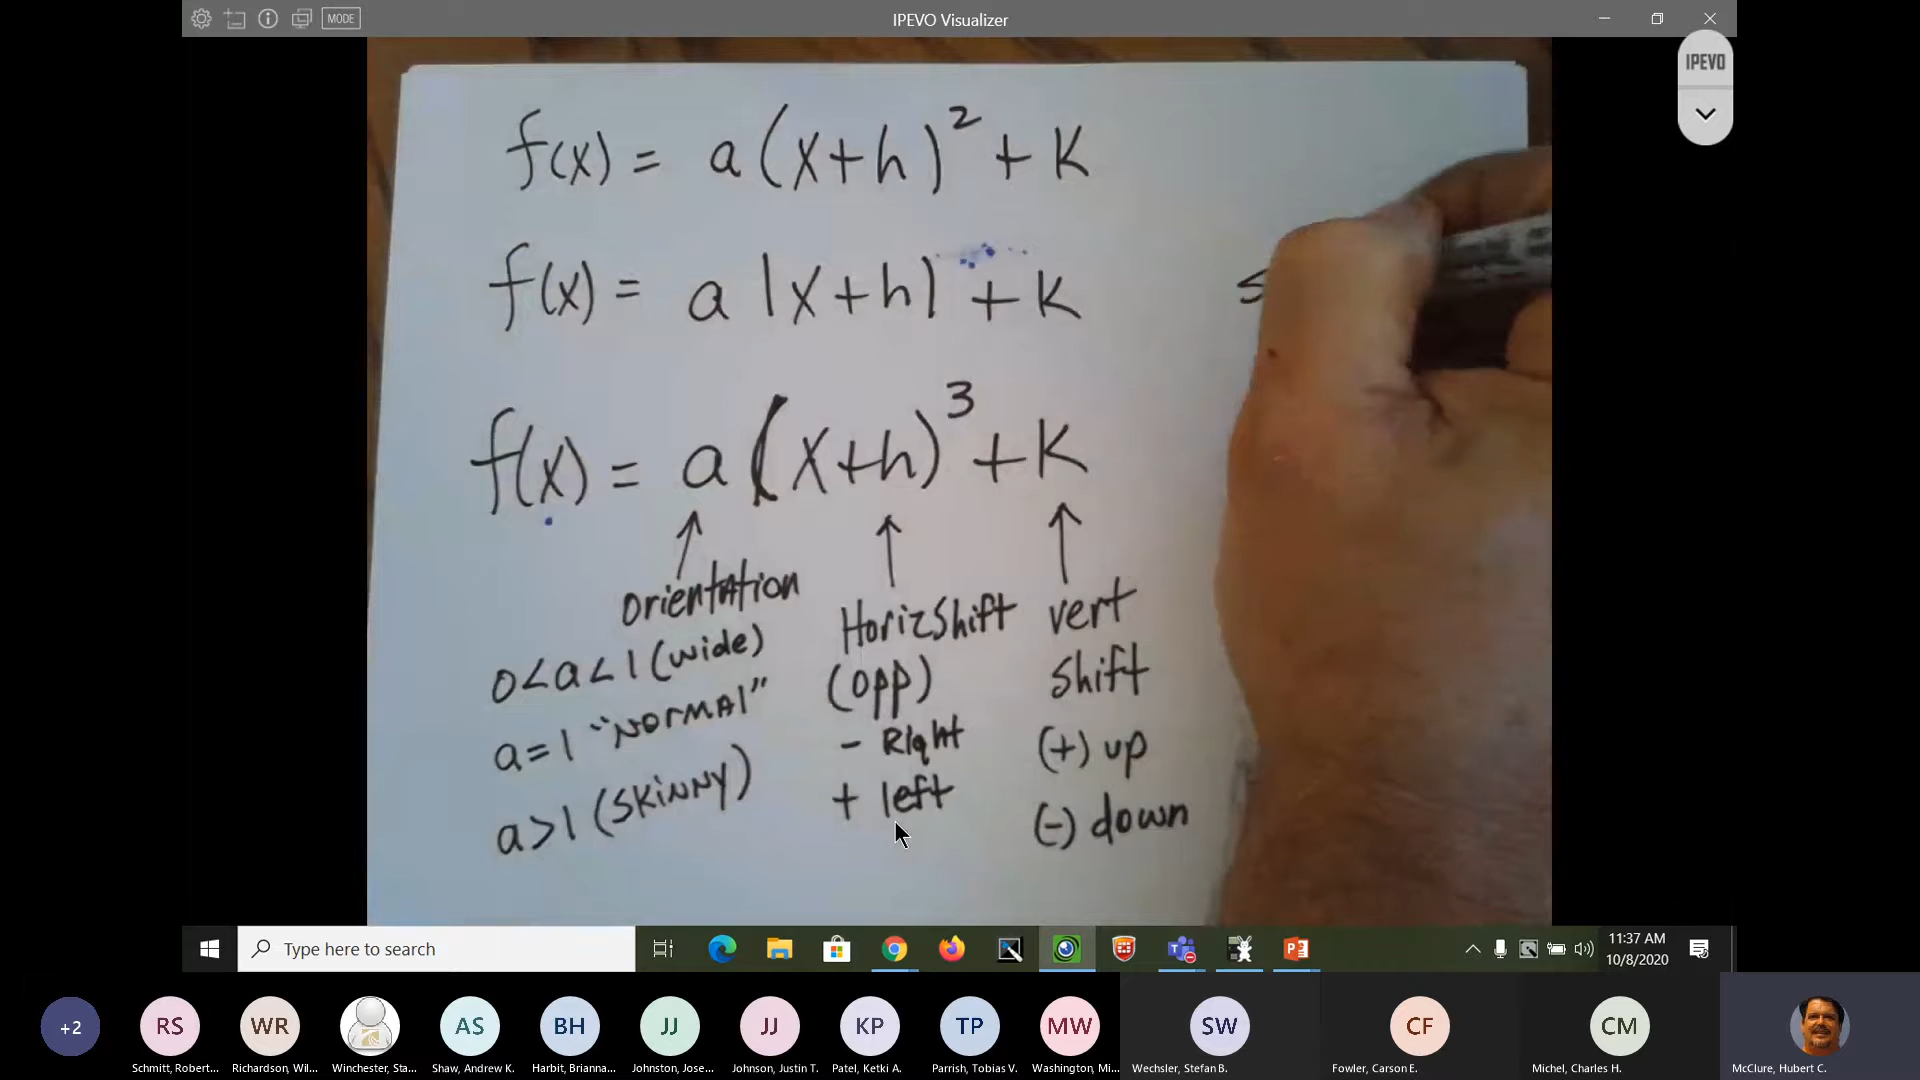 MODE
IPEVO Visualizer
IPEVO
f(x) = a(x+h)² + K
f(x) = a|x+h| + K
S
f(x) = a(x+h)³ + K
orientation
HorizShift
vert
0<a<1 (wide)
(opp)
shift
a=1 "NORMAL"
- Right
(+) up
a>1 (SKINNY)
+ left
(-) down
Type here to search
11:37 AM
10/8/2020
+2
RS
WR
AS
BH
JJ
JJ
KP
TP
MW
SW
CF
CM
Schmitt, Robert...
Richardson, Wil...
Winchester, Sta...
Shaw, Andrew K.
Harbit, Brianna...
Johnston, Jose...
Johnson, Justin T.
Patel, Ketki A.
Parrish, Tobias V.
Washington, Mi...
Wechsler, Stefan B.
Fowler, Carson E.
Michel, Charles H.
McClure, Hubert C.